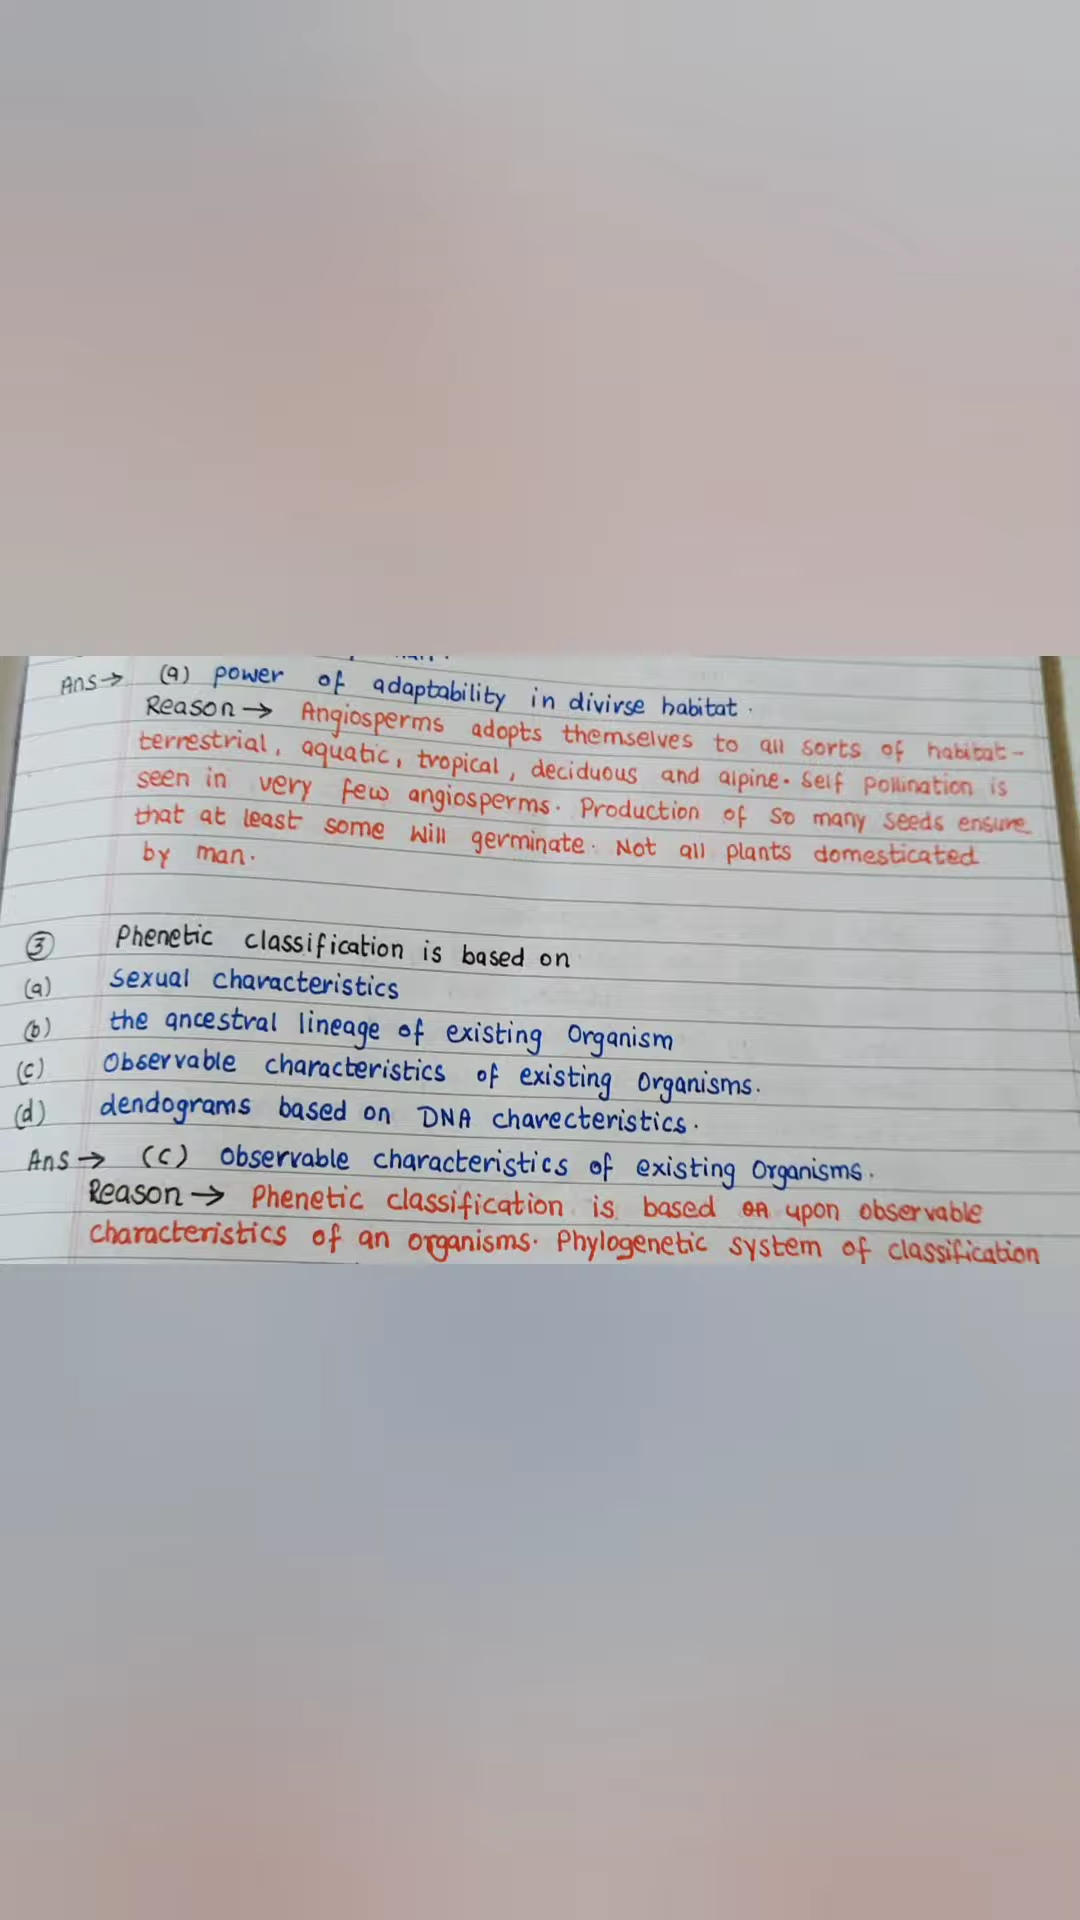 Ans→ (a) power of adaptability in divirse habitat.
Reason → Angiosperms adopts themselves to all sorts of habitat -
terrestrial, aquatic, tropical, deciduous and alpine. Self pollination is
seen in very few angiosperms. Production of so many seeds ensure
that at least some will germinate. Not all plants domesticated
by man.
③ Phenetic classification is based on
(a) sexual characteristics
(b) the ancestral lineage of existing Organism
(c) Observable characteristics of existing Organisms.
(d) dendograms based on DNA charecteristics.
Ans → (C) observable characteristics of existing Organisms.
Reason → Phenetic classification is based on upon observable
characteristics of an organisms. Phylogenetic system of classification